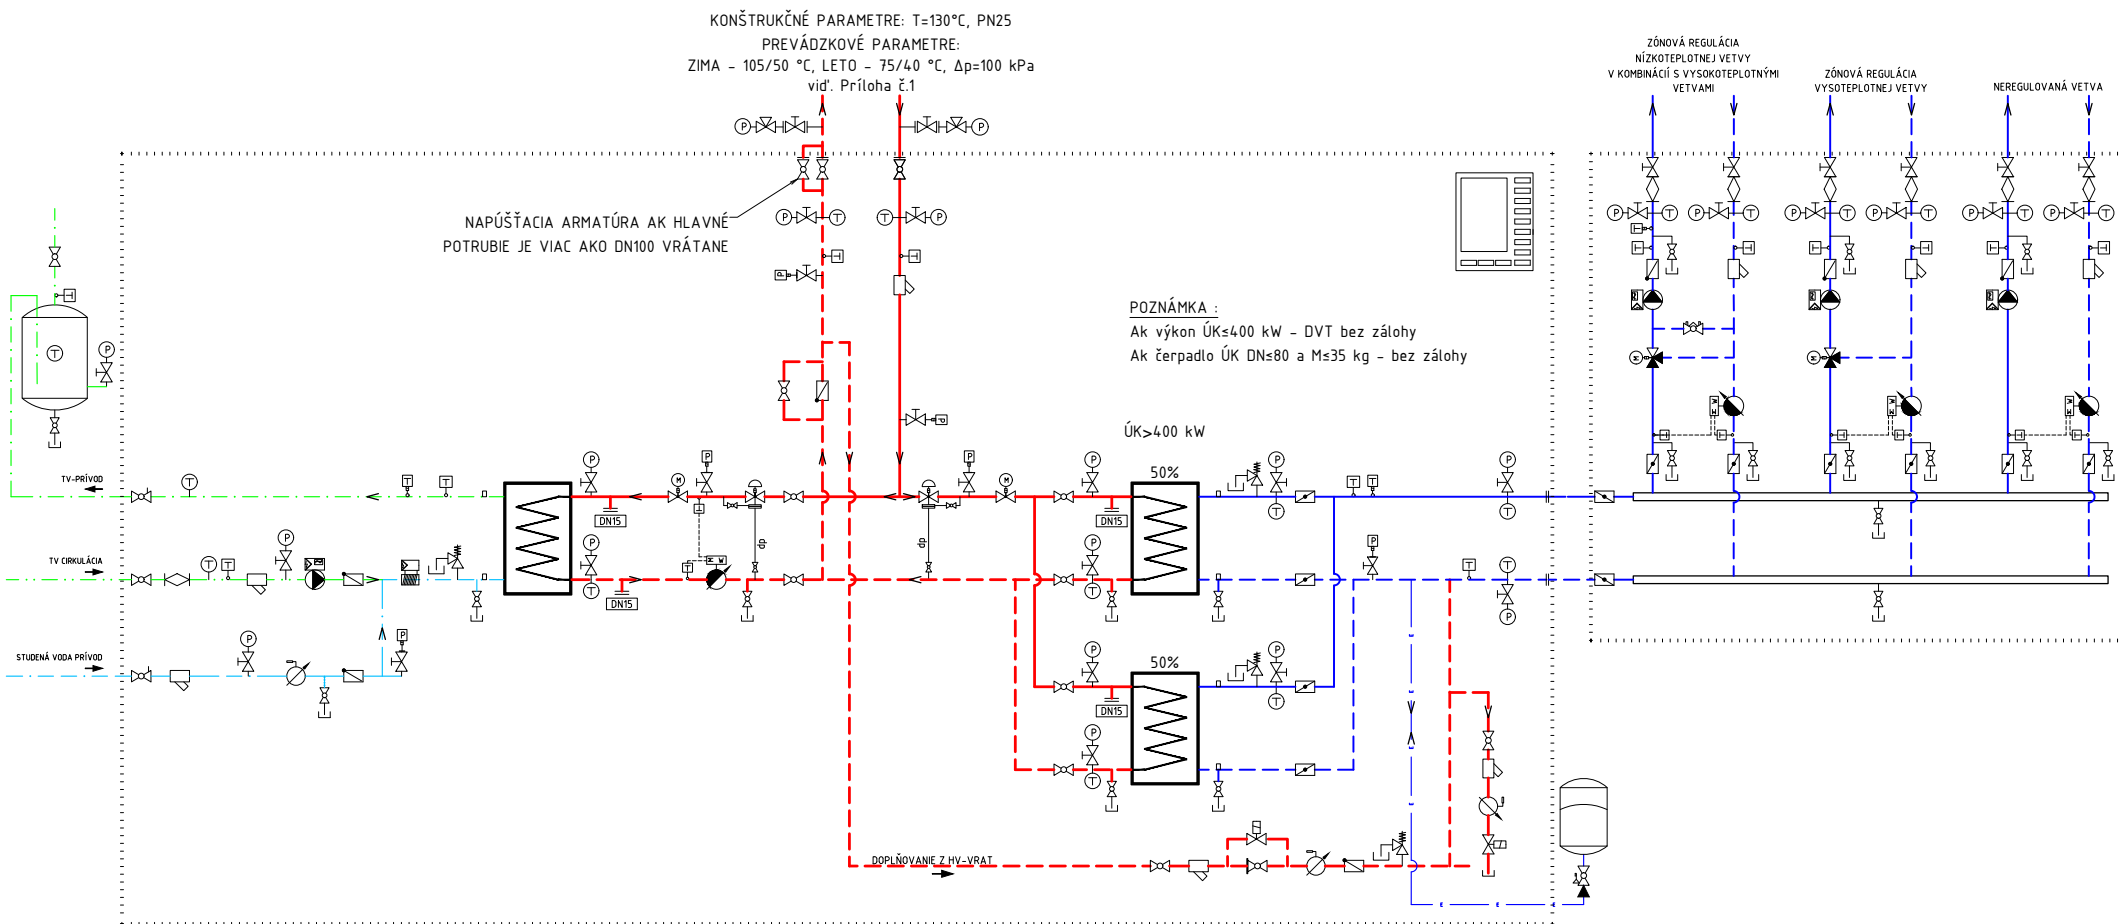 KONŠTRUKČNÉ PARAMETRE: T=130°C, PN25
PREVÁDZKOVÉ PARAMETRE:
ZIMA - 105/50 °C, LETO - 75/40 °C, Δp=100 kPa
viď. Príloha č.1
ZÓNOVÁ REGULÁCIA
NÍZKOTEPLOTNEJ VETVY
V KOMBINÁCIÍ S VYSOKOTEPLOTNÝMI
VETVAMI
ZÓNOVÁ REGULÁCIA
VYSOTEPLOTNEJ VETVY
NEREGULOVANÁ VETVA
NAPÚŠŤACIA ARMATÚRA AK HLAVNÉ
POTRUBIE JE VIAC AKO DN100 VRÁTANE
POZNÁMKA :
Ak výkon ÚK≤400 kW - DVT bez zálohy
Ak čerpadlo ÚK DN≤80 a M≤35 kg - bez zálohy
ÚK>400 kW
50%
TV-PRÍVOD
DN15
DN15
dp
dp
TV CIRKULÁCIA
DN15
STUDENÁ VODA PRÍVOD
50%
DN15
DOPLŇOVANIE Z HV-VRAT